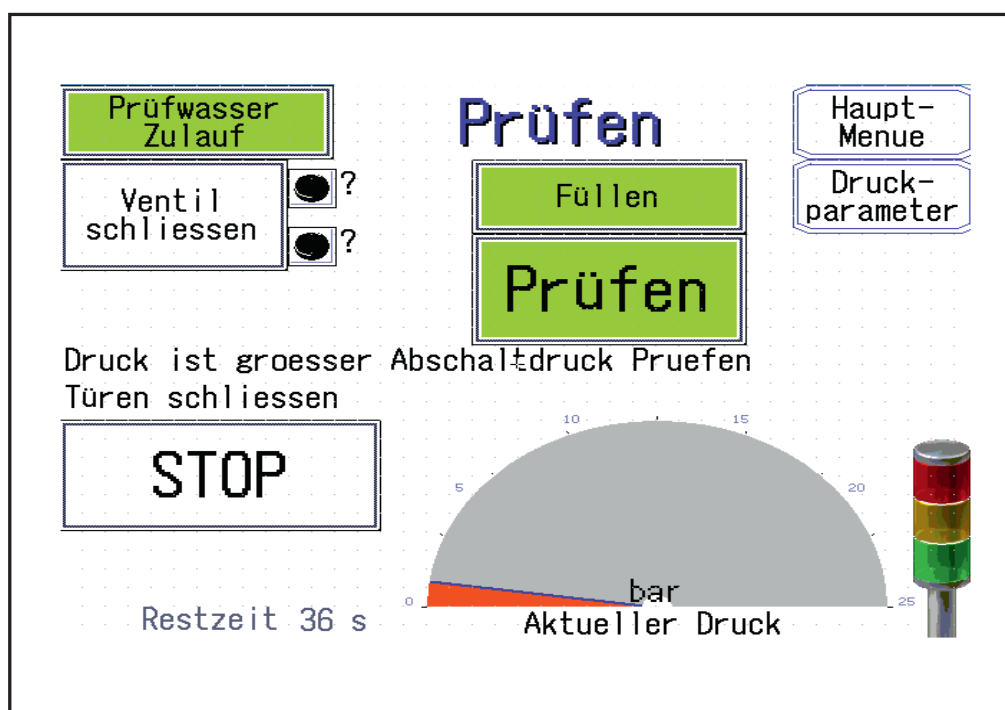 Prüfwasser
Zulauf
Prüfen
Haupt-
Menue
Ventil
schliessen
?
?
Füllen
Druck-
parameter
Prüfen
Druck ist groesser Abschaltdruck Pruefen
Türen schliessen
STOP
0
5
10
15
20
25
bar
Aktueller Druck
Restzeit 36 s